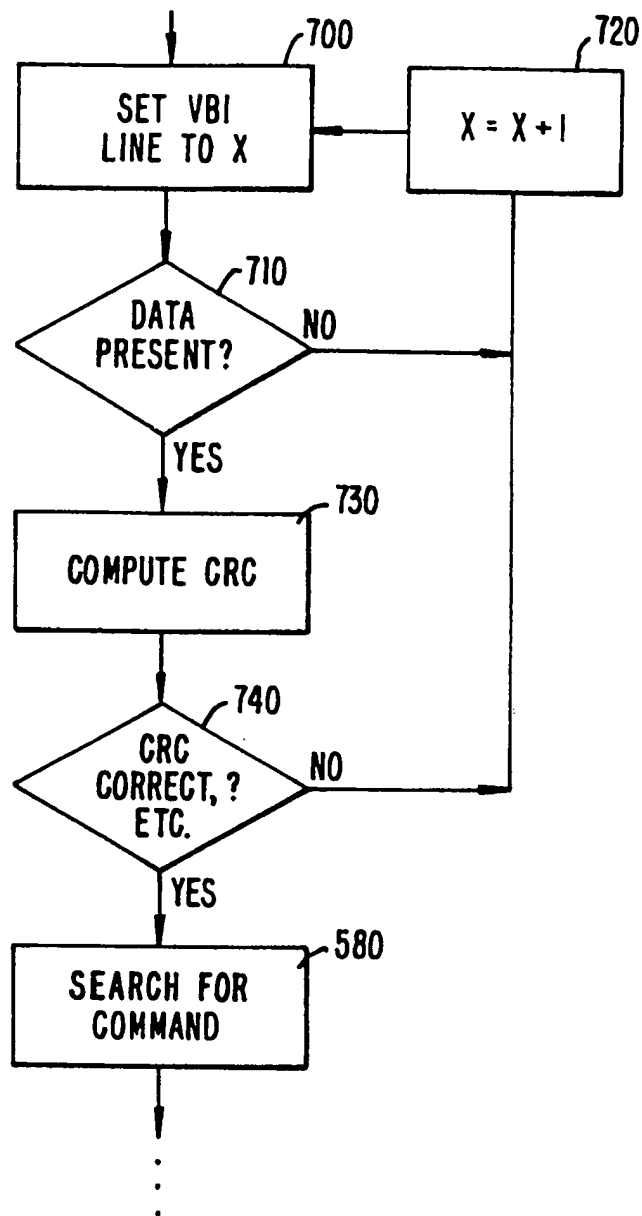 700
SET VBI
LINE TO X
720
X = X + 1
710
DATA
PRESENT?
NO
YES
730
COMPUTE CRC
740
CRC
CORRECT, ?
ETC.
NO
YES
580
SEARCH FOR
COMMAND